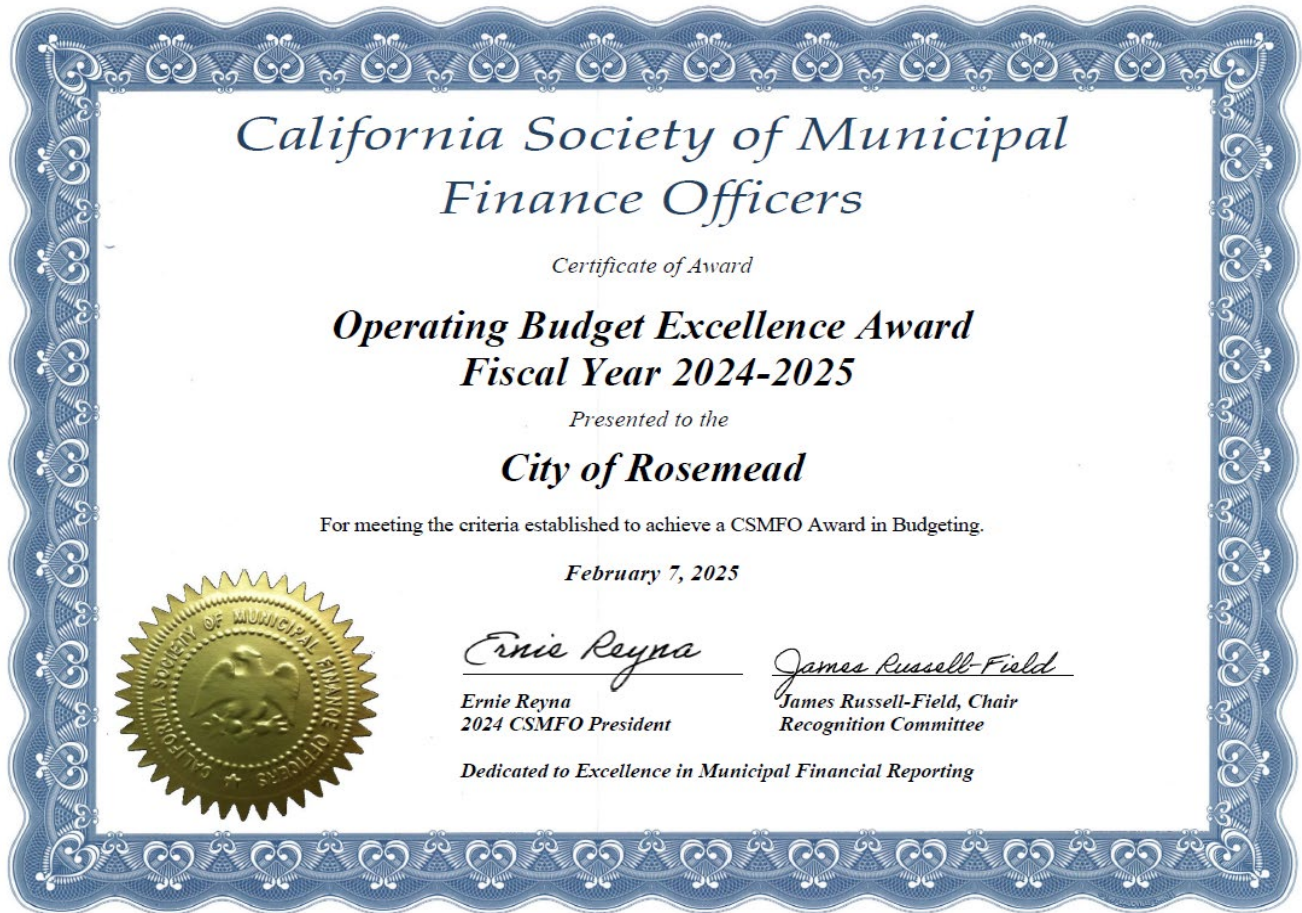 California Society of Municipal
Finance Officers
Certificate of Award
Operating Budget Excellence Award
Fiscal Year 2024-2025
Presented to the
City of Rosemead
For meeting the criteria established to achieve a CSMFO Award in Budgeting.
February 7, 2025
CALIFORNIA SOCIETY OF MUNICIPAL FINANCE OFFICERS
Ernie Reyna
James Russell-Field
Ernie Reyna
2024 CSMFO President
James Russell-Field, Chair
Recognition Committee
Dedicated to Excellence in Municipal Financial Reporting